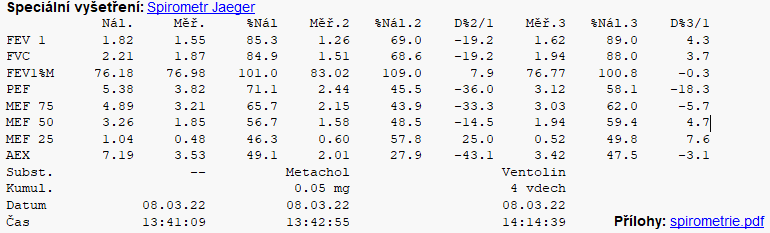 Speciální vyšetření: Spirometr Jaeger
Nál. Měř. %Nál Měř.2 %Nál.2 D%2/1 Měř.3 %Nál.3 D%3/1
FEV 1 1.82 1.55 85.3 1.26 69.0 -19.2 1.62 89.0 4.3
FVC 2.21 1.87 84.9 1.51 68.6 -19.2 1.94 88.0 3.7
FEV1%M 76.18 76.98 101.0 83.02 109.0 7.9 76.77 100.8 -0.3
PEF 5.38 3.82 71.1 2.44 45.5 -36.0 3.12 58.1 -18.3
MEF 75 4.89 3.21 65.7 2.15 43.9 -33.3 3.03 62.0 -5.7
MEF 50 3.26 1.85 56.7 1.58 48.5 -14.5 1.94 59.4 4.7
MEF 25 1.04 0.48 46.3 0.60 57.8 25.0 0.52 49.8 7.6
AEX 7.19 3.53 49.1 2.01 27.9 -43.1 3.42 47.5 -3.1
Subst. -- Metachol Ventolin
Kumul. 0.05 mg 4 vdech
Datum 08.03.22 08.03.22 08.03.22
Čas 13:41:09 13:42:55 14:14:39 Přílohy: spirometrie.pdf